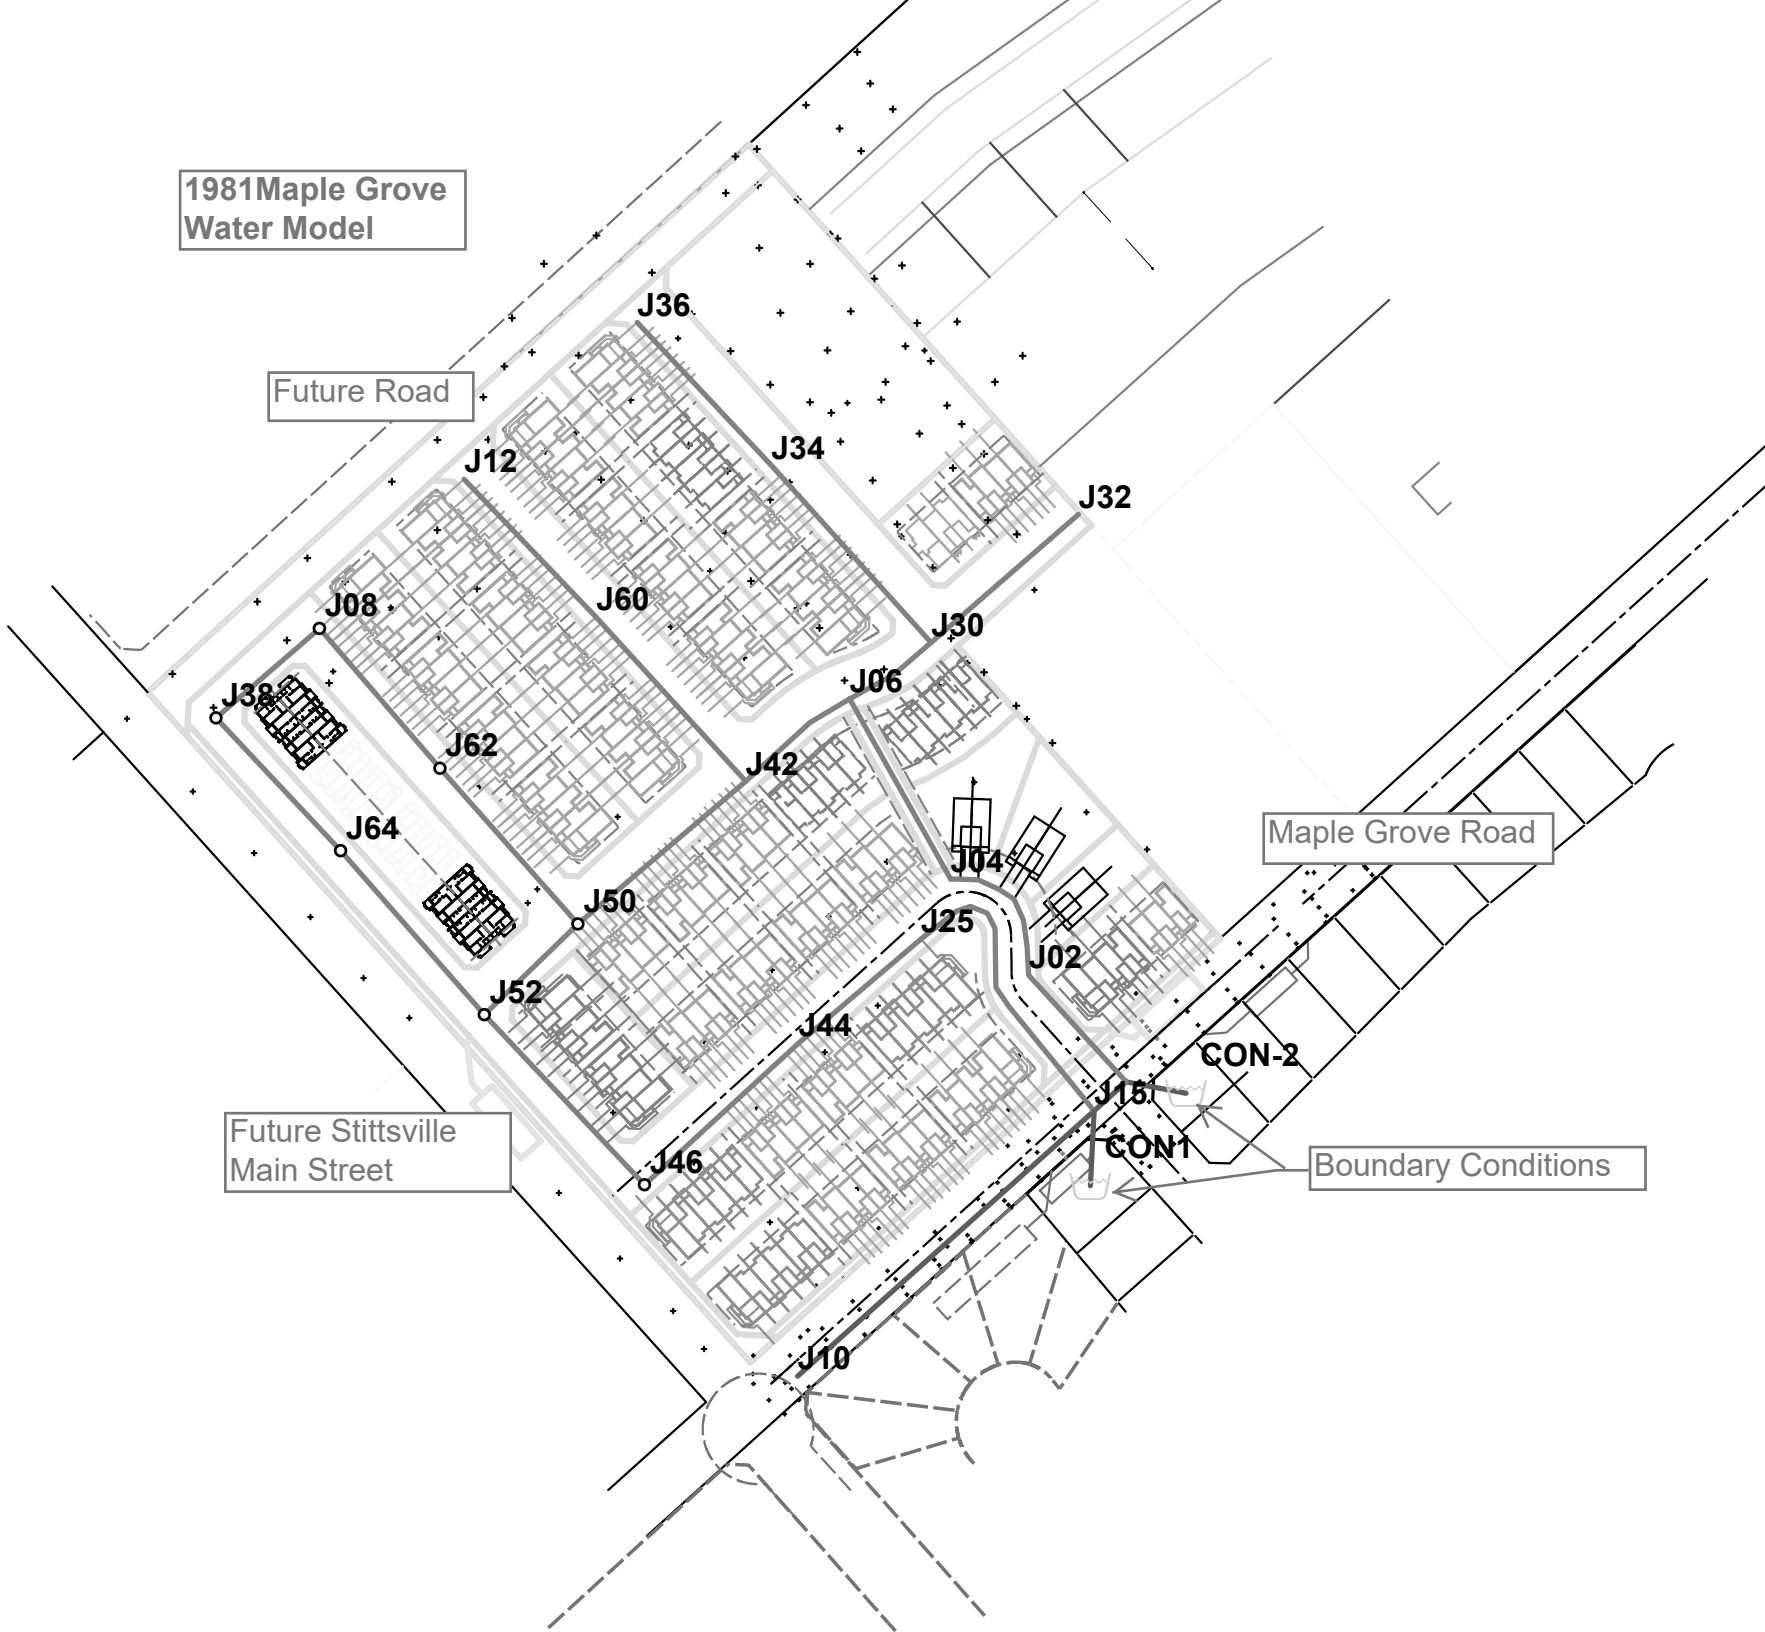 1981Maple Grove
Water Model
J36
Future Road
J34
J12
J32
J60
J08
J30
J06
J38
J62
J42
J64
Maple Grove Road
J04
J50
J25
J02
J52
J44
CON-2
J15
Future Stittsville
Main Street
CON1
J46
Boundary Conditions
J10